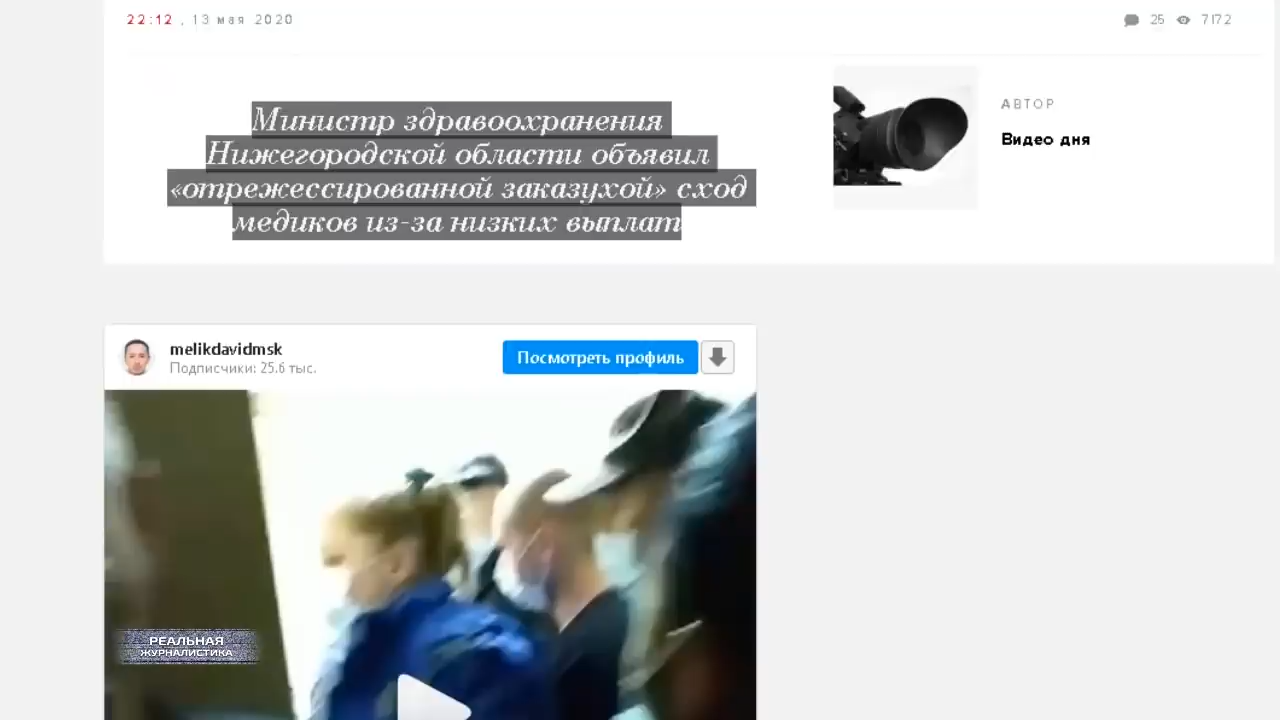 22:12 , 13 мая 2020
25 7172
Министр здравоохранения
Нижегородской области объявил
«отрежессированной заказухой» сход
медиков из-за низких выплат
АВТОР
Видео дня
melikdavidmsk
Подписчики: 25.6 тыс.
Посмотреть профиль
РЕАЛЬНАЯ
ЖУРНАЛИСТИКА